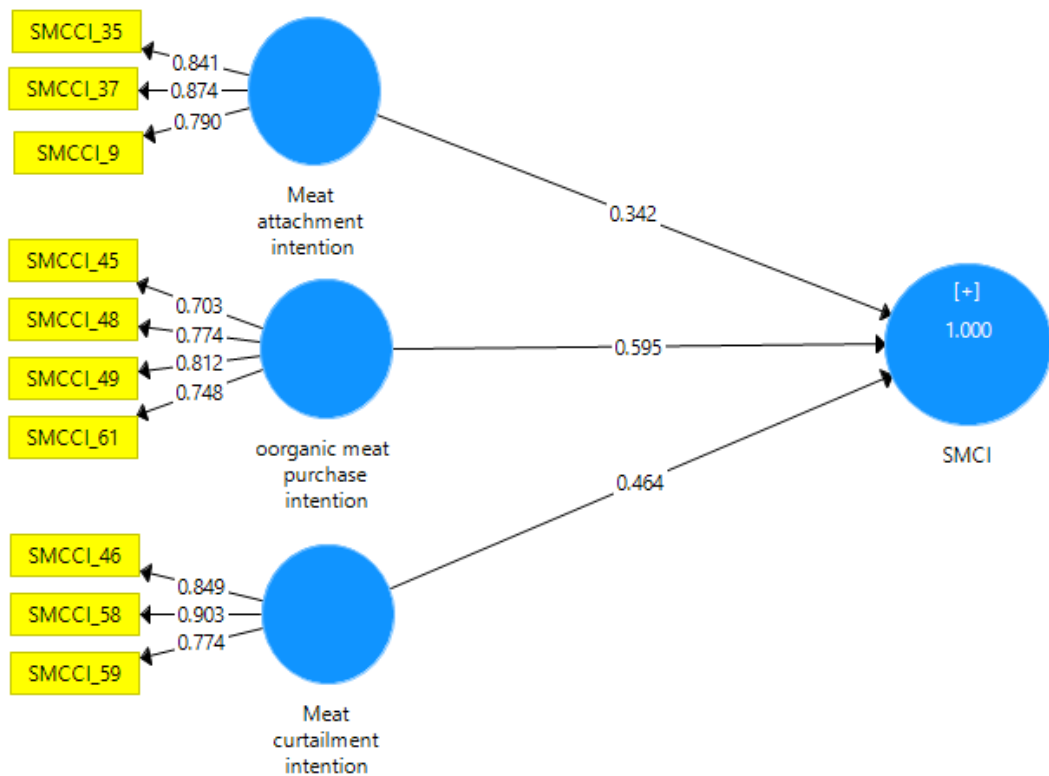 SMCCI_35
0.841
SMCCI_37
0.874
0.790
SMCCI_9
Meat
attachment
intention
0.342
SMCCI_45
0.703
SMCCI_48
0.774
SMCCI_49
0.812
0.748
SMCCI_61
oorganic meat
purchase
intention
0.595
[+]
1.000
SMCI
0.464
SMCCI_46
0.849
SMCCI_58
0.903
0.774
SMCCI_59
Meat
curtailment
intention